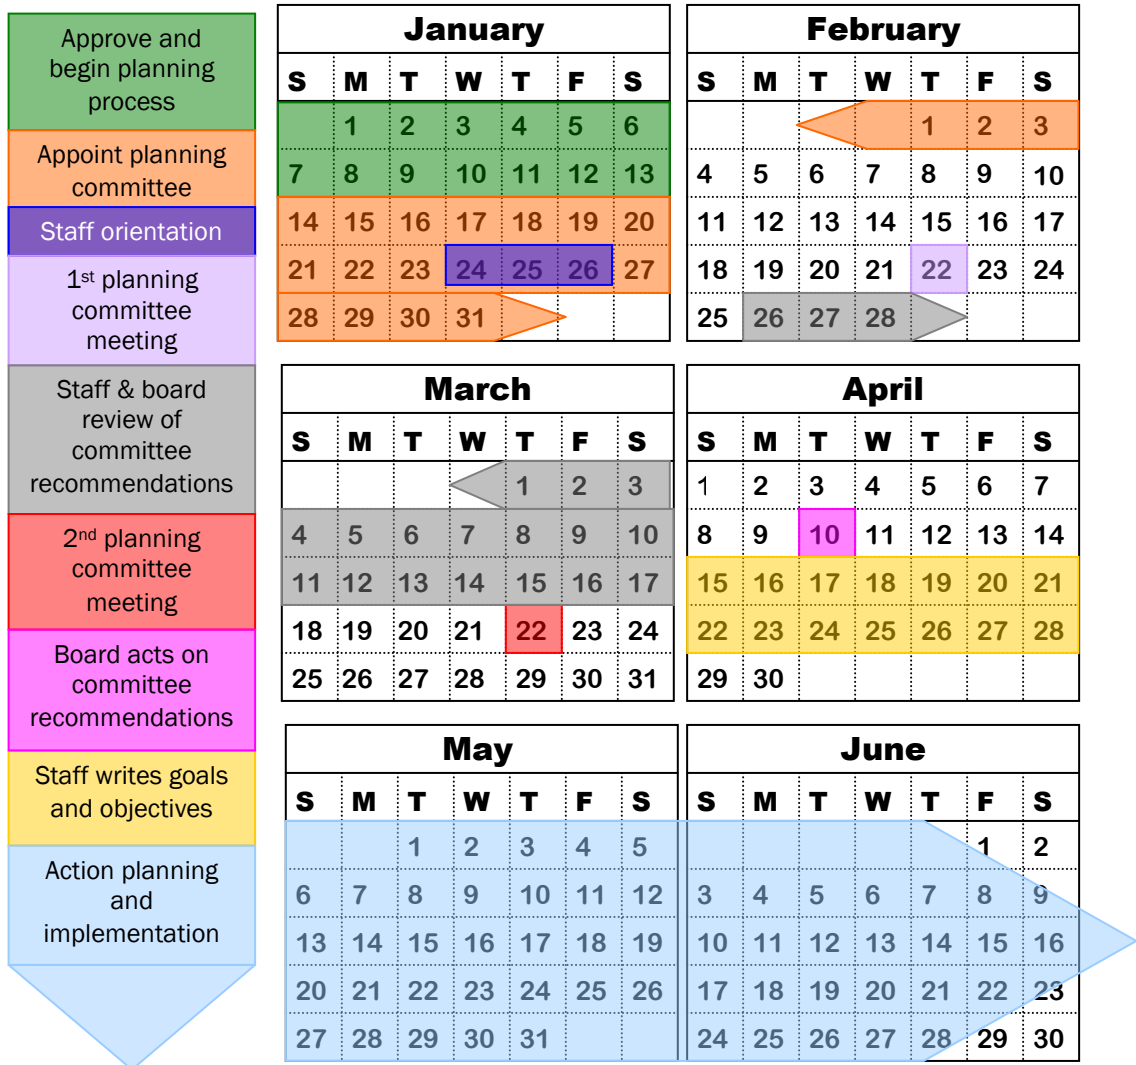 Approve and
begin planning
process
Appoint planning
committee
Staff orientation
1st planning
committee
meeting
Staff & board
review of
committee
recommendations
2nd planning
committee
meeting
Board acts on
committee
recommendations
Staff writes goals
and objectives
Action planning
and
implementation
January
S M T W T F S
1 2 3 4 5 6
7 8 9 10 11 12 13
14 15 16 17 18 19 20
21 22 23 24 25 26 27
28 29 30 31
February
S M T W T F S
1 2 3
4 5 6 7 8 9 10
11 12 13 14 15 16 17
18 19 20 21 22 23 24
25 26 27 28
March
S M T W T F S
1 2 3
4 5 6 7 8 9 10
11 12 13 14 15 16 17
18 19 20 21 22 23 24
25 26 27 28 29 30 31
April
S M T W T F S
1 2 3 4 5 6 7
8 9 10 11 12 13 14
15 16 17 18 19 20 21
22 23 24 25 26 27 28
29 30
May
S M T W T F S
1 2 3 4 5
6 7 8 9 10 11 12
13 14 15 16 17 18 19
20 21 22 23 24 25 26
27 28 29 30 31
June
S M T W T F S
1 2
3 4 5 6 7 8 9
10 11 12 13 14 15 16
17 18 19 20 21 22 23
24 25 26 27 28 29 30